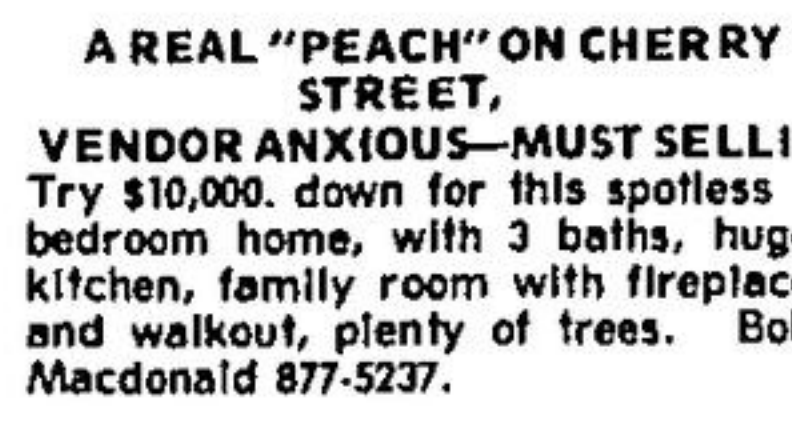 A REAL "PEACH" ON CHERRY
STREET,
VENDOR ANXIOUS—MUST SELL!
Try $10,000. down for this spotless
bedroom home, with 3 baths,
kitchen, family room with
and walkout, plenty of trees.
Macdonald 877-5237.